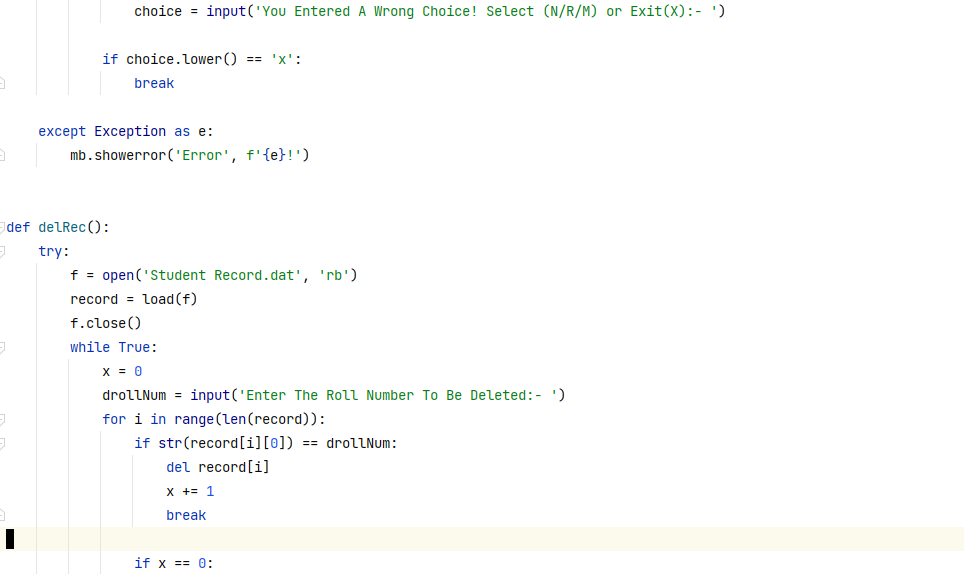 choice = input('You Entered A Wrong Choice! Select (N/R/M) or Exit(X):- ')
        if choice.lower() == 'x':
            break
    except Exception as e:
        mb.showerror('Error', f'{e}!')
def delRec():
    try:
        f = open('Student Record.dat', 'rb')
        record = load(f)
        f.close()
        while True:
            x = 0
            drollNum = input('Enter The Roll Number To Be Deleted:- ')
            for i in range(len(record)):
                if str(record[i][0]) == drollNum:
                    del record[i]
                    x += 1
                    break
                if x == 0: